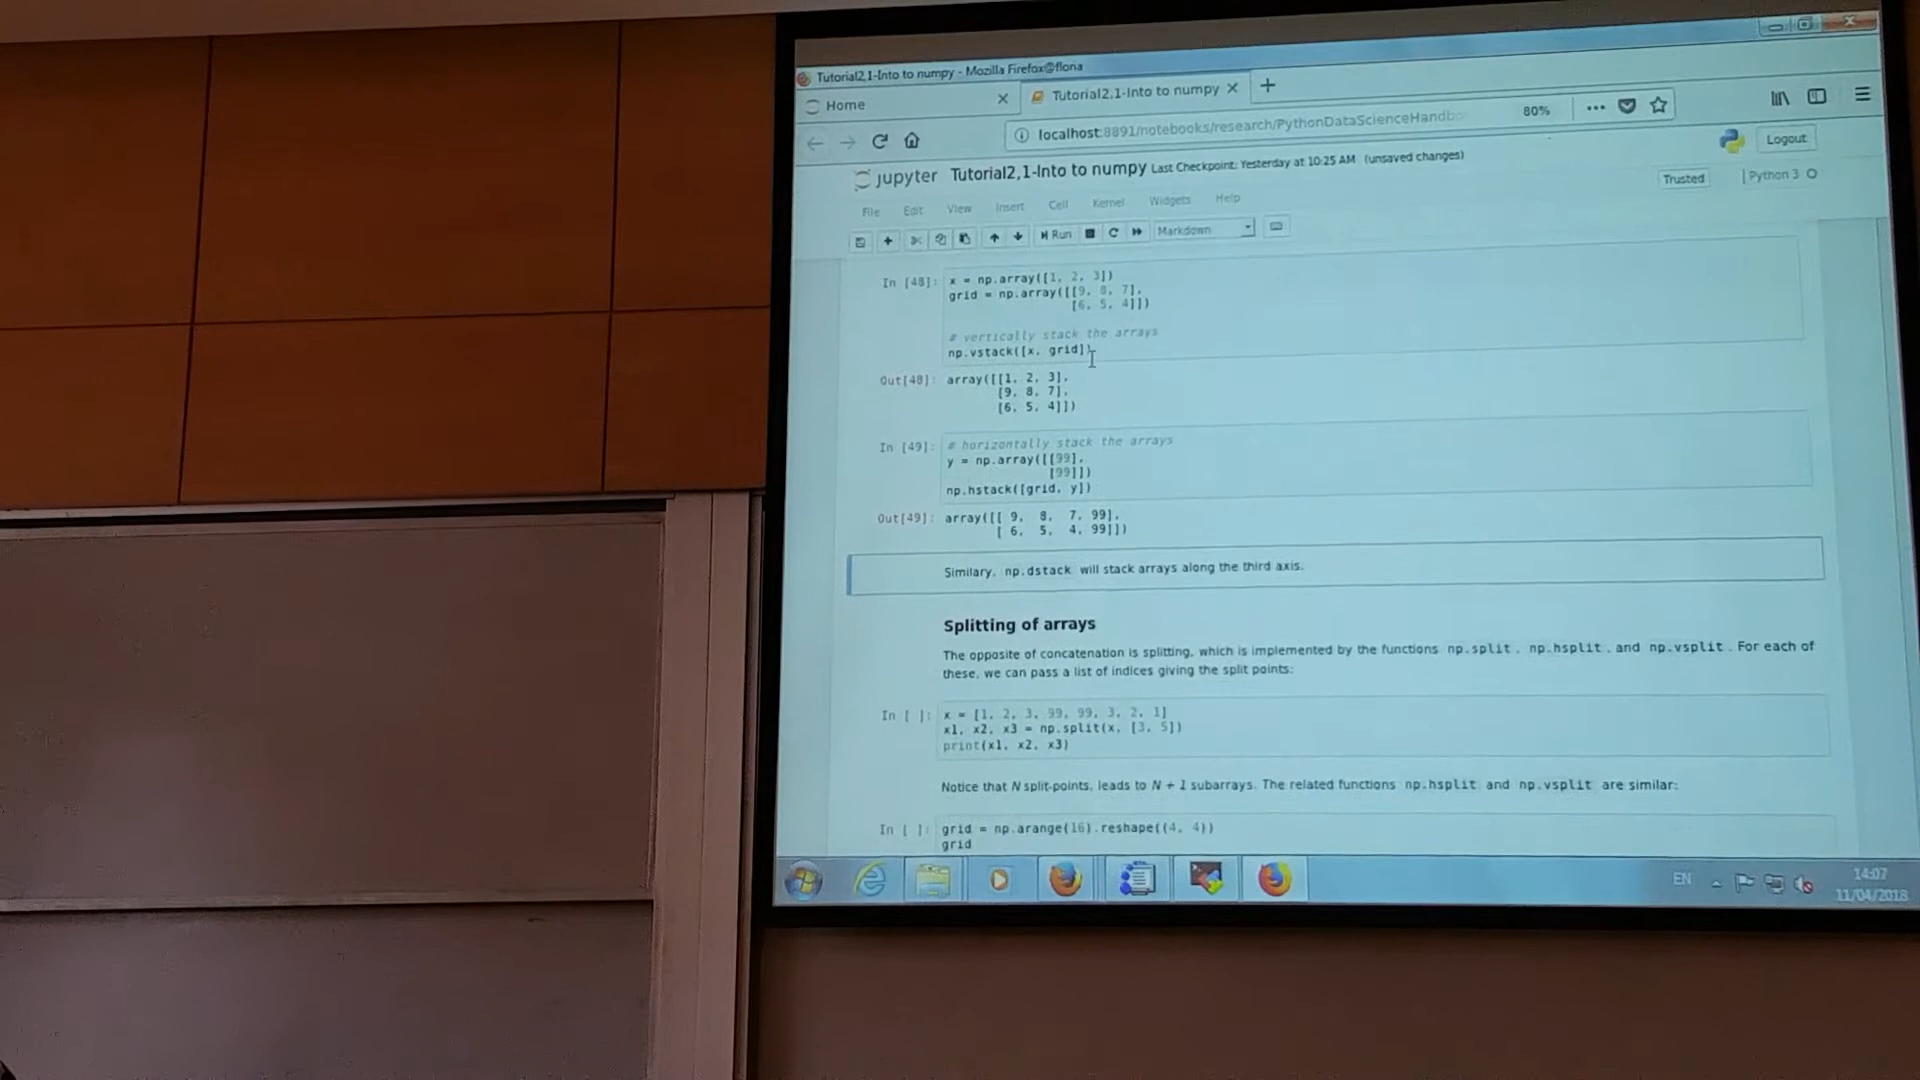 Tutorial2,1-Into to numpy - Mozilla Firefox@flona
Home
Tutorial2,1-Into to numpy
localhost:8891/notebooks/research/PythonDataScienceHandbo
80%
jupyter Tutorial2,1-Into to numpy Last Checkpoint: Yesterday at 10:25 AM (unsaved changes)
Logout
File Edit View Insert Cell Kernel Widgets Help
Trusted
Python 3
Run
Markdown
In [48]: x = np.array([1, 2, 3])
grid = np.array([[9, 8, 7],
[6, 5, 4]])
# vertically stack the arrays
np.vstack([x, grid])
Out[48]: array([[1, 2, 3],
[9, 8, 7],
[6, 5, 4]])
In [49]: # horizontally stack the arrays
y = np.array([[99],
[99]])
np.hstack([grid, y])
Out[49]: array([[ 9, 8, 7, 99],
[ 6, 5, 4, 99]])
Similary, np.dstack will stack arrays along the third axis.
Splitting of arrays
The opposite of concatenation is splitting, which is implemented by the functions np.split, np.hsplit, and np.vsplit. For each of
these, we can pass a list of indices giving the split points:
In [ ]: x = [1, 2, 3, 99, 99, 3, 2, 1]
x1, x2, x3 = np.split(x, [3, 5])
print(x1, x2, x3)
Notice that N split-points, leads to N + 1 subarrays. The related functions np.hsplit and np.vsplit are similar:
In [ ]: grid = np.arange(16).reshape((4, 4))
grid
EN
14:07
11/04/2018